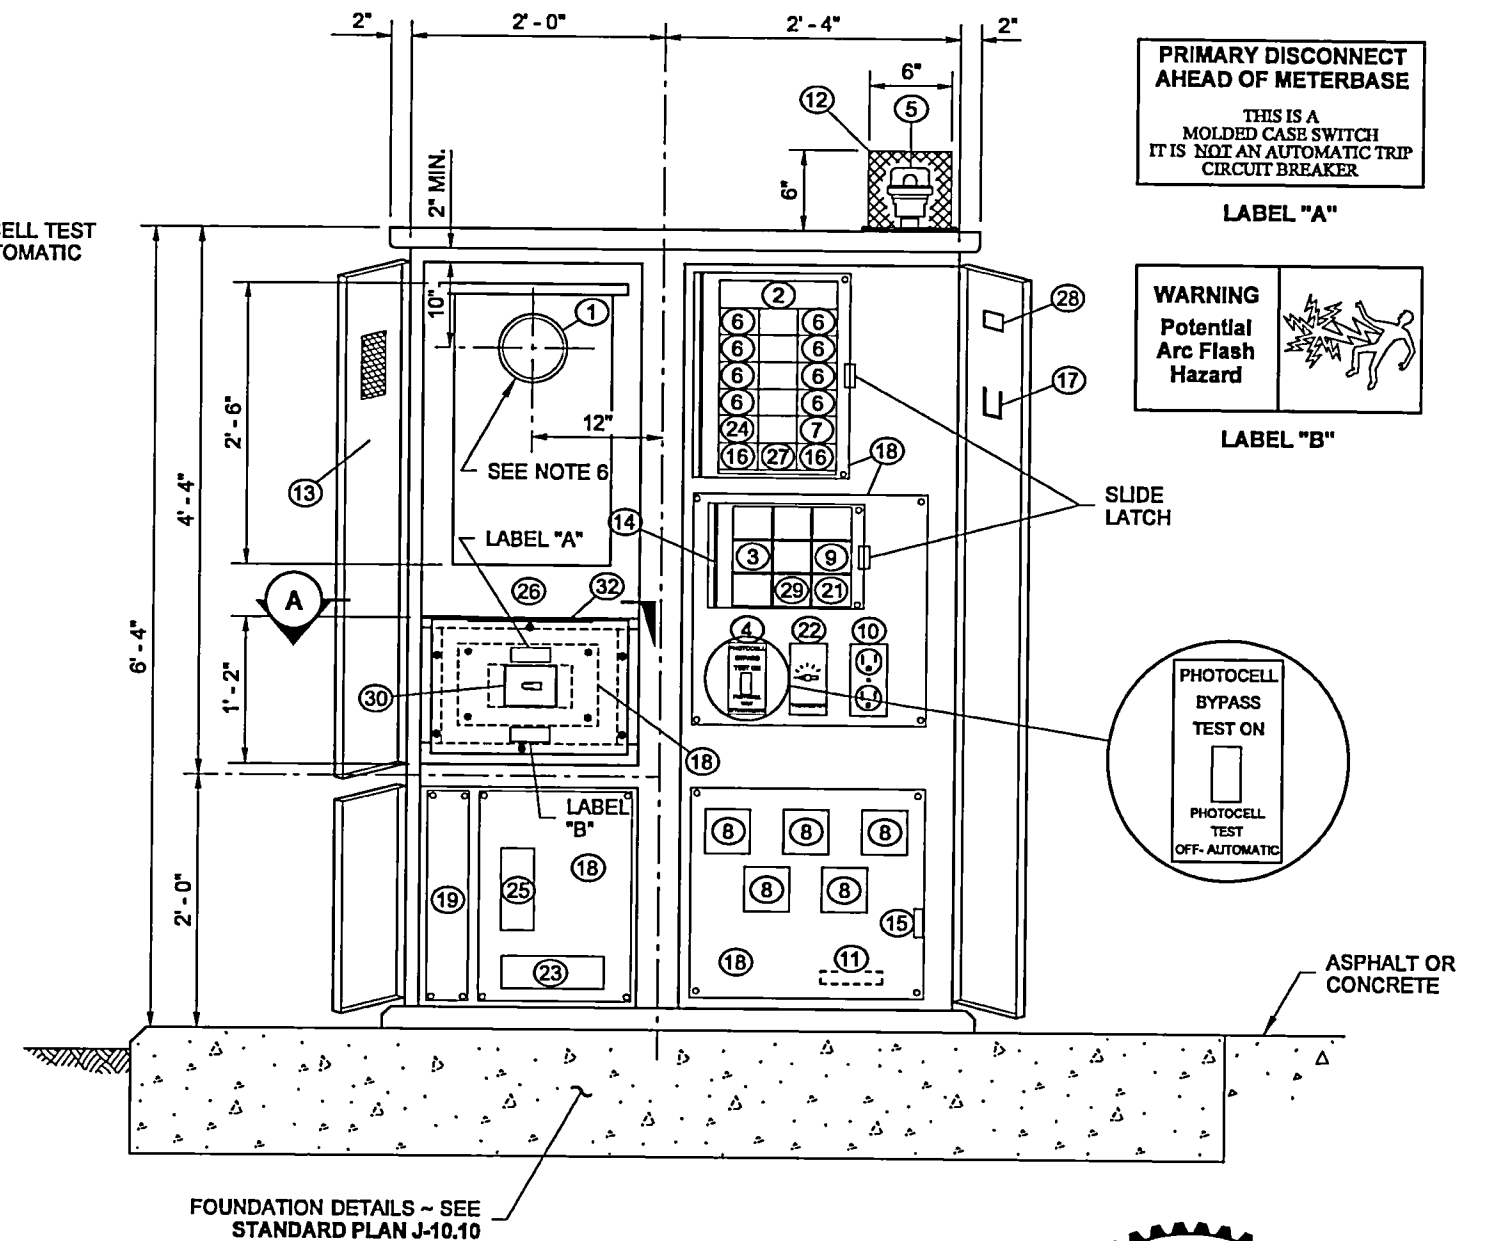 2"
2' - 0"
2' - 4"
2"
6"
12
5
6"
2" MIN.
PRIMARY DISCONNECT
AHEAD OF METERBASE
THIS IS A
MOLDED CASE SWITCH
IT IS NOT AN AUTOMATIC TRIP
CIRCUIT BREAKER
LABEL "A"
ELL TEST
TOMATIC
10"
1
2
6
6
6
6
6
6
6
6
24
7
16
27
16
28
17
WARNING
Potential
Arc Flash
Hazard
LABEL "B"
2' - 6"
12"
SEE NOTE 6
13
4' - 4"
18
SLIDE
LATCH
14
LABEL "A"
3
9
29
21
26
32
A
6' - 4"
1' - 2"
30
4
22
10
PHOTOCELL
BYPASS
TEST ON
PHOTOCELL
TEST
18
PHOTOCELL
BYPASS
TEST ON
PHOTOCELL
TEST
OFF- AUTOMATIC
LABEL
"B"
18
8
8
8
8
8
19
25
2' - 0"
15
23
18
11
ASPHALT OR
CONCRETE
FOUNDATION DETAILS ~ SEE
STANDARD PLAN J-10.10